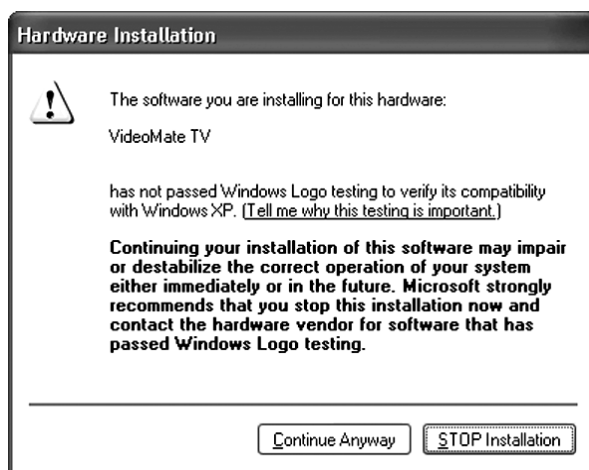 Hardware Installation
The software you are installing for this hardware:
VideoMate TV
has not passed Windows Logo testing to verify its compatibility
with Windows XP. (Tell me why this testing is important.)
Continuing your installation of this software may impair
or destabilize the correct operation of your system
either immediately or in the future. Microsoft strongly
recommends that you stop this installation now and
contact the hardware vendor for software that has
passed Windows Logo testing.
Continue Anyway
STOP Installation